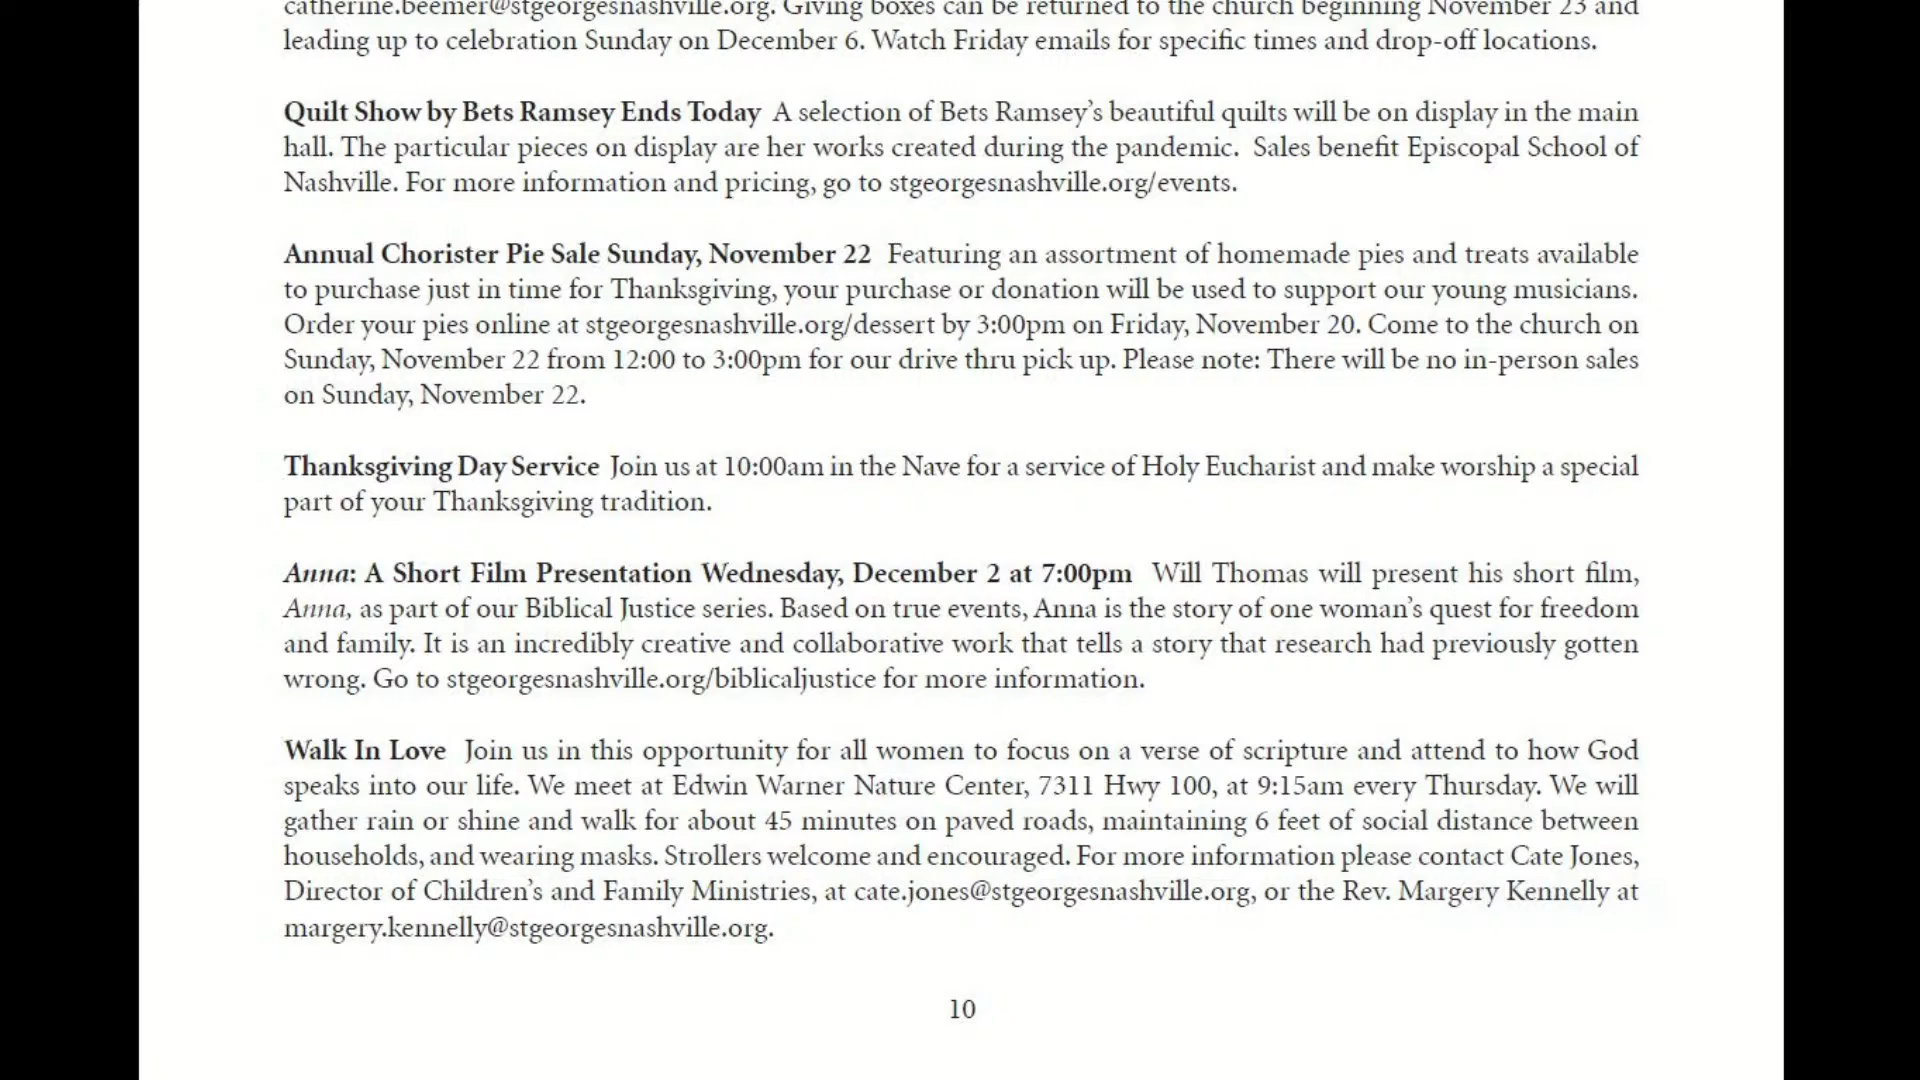 catherine.beemer@stgeorgesnashville.org. Giving boxes can be returned to the church beginning November 23 and
leading up to celebration Sunday on December 6. Watch Friday emails for specific times and drop-off locations.
Quilt Show by Bets Ramsey Ends Today A selection of Bets Ramsey's beautiful quilts will be on display in the main
hall. The particular pieces on display are her works created during the pandemic. Sales benefit Episcopal School of
Nashville. For more information and pricing, go to stgeorgesnashville.org/events.
Annual Chorister Pie Sale Sunday, November 22 Featuring an assortment of homemade pies and treats available
to purchase just in time for Thanksgiving, your purchase or donation will be used to support our young musicians.
Order your pies online at stgeorgesnashville.org/dessert by 3:00pm on Friday, November 20. Come to the church on
Sunday, November 22 from 12:00 to 3:00pm for our drive thru pick up. Please note: There will be no in-person sales
on Sunday, November 22.
Thanksgiving Day Service Join us at 10:00am in the Nave for a service of Holy Eucharist and make worship a special
part of your Thanksgiving tradition.
Anna: A Short Film Presentation Wednesday, December 2 at 7:00pm Will Thomas will present his short film,
Anna, as part of our Biblical Justice series. Based on true events, Anna is the story of one woman's quest for freedom
and family. It is an incredibly creative and collaborative work that tells a story that research had previously gotten
wrong. Go to stgeorgesnashville.org/biblicaljustice for more information.
Walk In Love Join us in this opportunity for all women to focus on a verse of scripture and attend to how God
speaks into our life. We meet at Edwin Warner Nature Center, 7311 Hwy 100, at 9:15am every Thursday. We will
gather rain or shine and walk for about 45 minutes on paved roads, maintaining 6 feet of social distance between
households, and wearing masks. Strollers welcome and encouraged. For more information please contact Cate Jones,
Director of Children's and Family Ministries, at cate.jones@stgeorgesnashville.org, or the Rev. Margery Kennelly at
margery.kennelly@stgeorgesnashville.org.
10